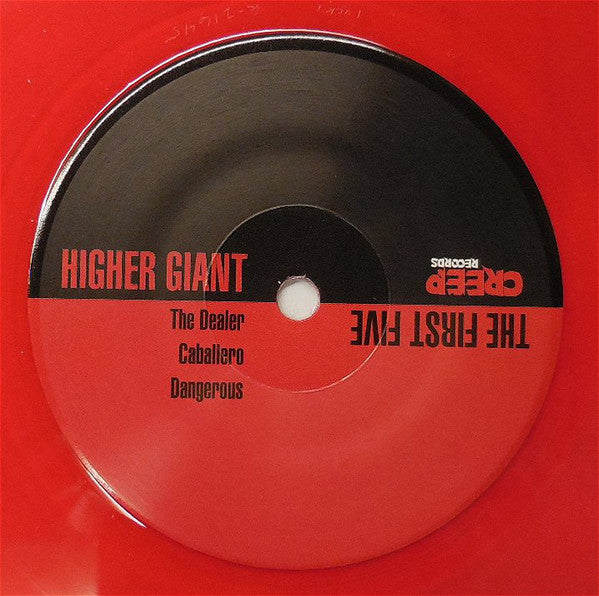 HIGHER GIANT
The Dealer
Caballero
Dangerous
THE FIRST FIVE
CREEP
RECORDS